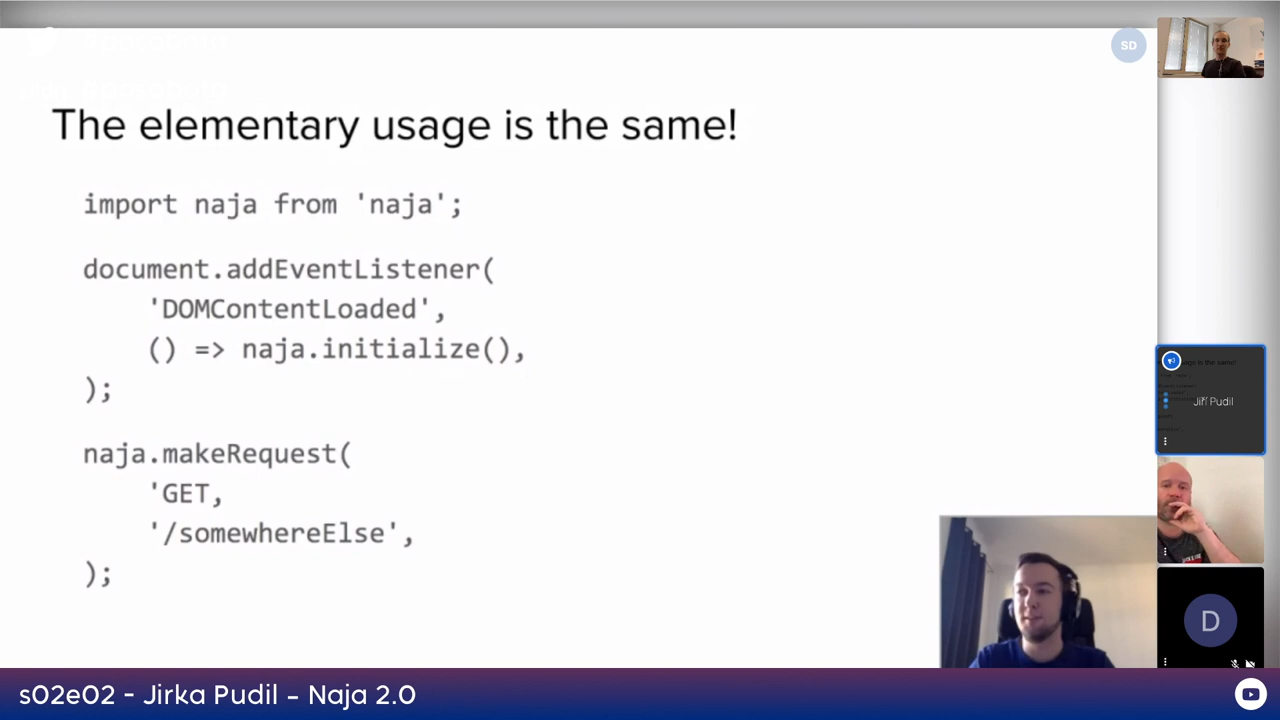 SD
The elementary usage is the same!
import naja from 'naja';
document.addEventListener(
'DOMContentLoaded',
() => naja.initialize(),
);
naja.makeRequest(
'GET,
'/somewhereElse',
);
Jiří Pudil
D
s02e02 - Jirka Pudil – Naja 2.0